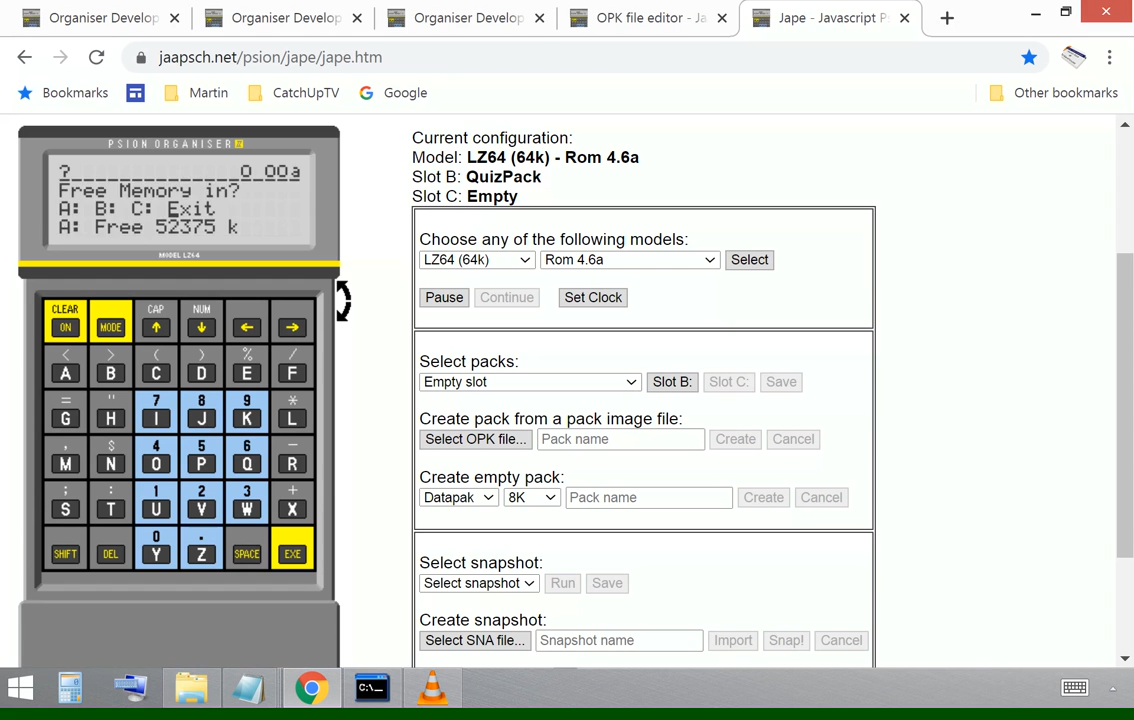 Organiser Develop
Organiser Develop
Organiser Develop
OPK file editor - Ja
Jape - Javascript P
jaapsch.net/psion/jape/jape.htm
Bookmarks
Martin
CatchUpTV
G Google
Other bookmarks
PSION ORGANISER II
? 0 00a
Free Memory in?
A: B: C: Exit
A: Free 52375 k
MODEL LZ64
CLEAR CAP NUM
ON MODE
< > ( ) % /
A B C D E F
= " 7 8 9 *
G H I J K L
, $ 4 5 6 −
M N O P Q R
; : 1 2 3 +
S T U V W X
0 .
SHIFT DEL Y Z SPACE EXE
Current configuration:
Model: LZ64 (64k) - Rom 4.6a
Slot B: QuizPack
Slot C: Empty
Choose any of the following models:
LZ64 (64k) Rom 4.6a Select
Pause Continue Set Clock
Select packs:
Empty slot Slot B: Slot C: Save
Create pack from a pack image file:
Select OPK file... Pack name Create Cancel
Create empty pack:
Datapak 8K Pack name Create Cancel
Select snapshot:
Select snapshot Run Save
Create snapshot:
Select SNA file... Snapshot name Import Snap! Cancel
C:\_